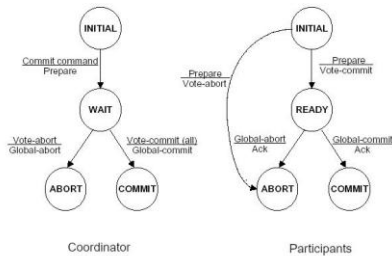 INITIAL
Commit command
Prepare
WAIT
Vote-abort
Global-abort
Vote-commit (all)
Global-commit
ABORT
COMMIT
Coordinator
INITIAL
Prepare
Vote-abort
Prepare
Vote-commit
READY
Global-abort
Ack
Global-commit
Ack
ABORT
COMMIT
Participants